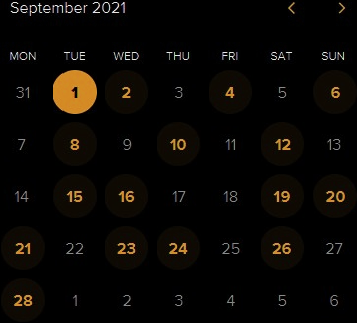 September 2021 < >
MON TUE WED THU FRI SAT SUN
31 1 2 3 4 5 6
7 8 9 10 11 12 13
14 15 16 17 18 19 20
21 22 23 24 25 26 27
28 1 2 3 4 5 6